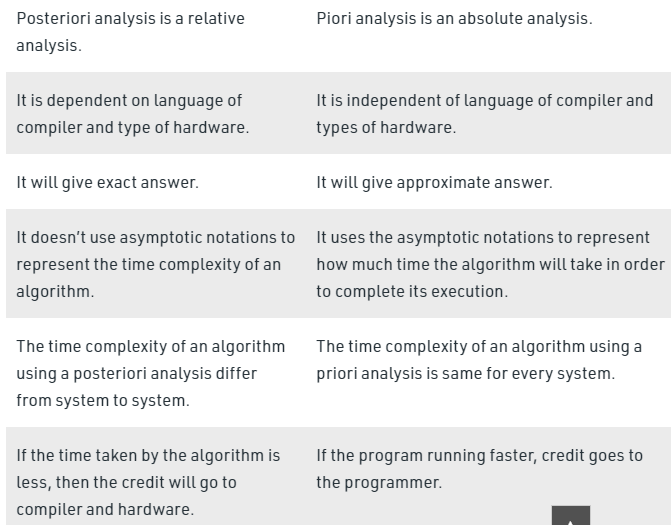 Posteriori analysis is a relative
analysis.
Piori analysis is an absolute analysis.
It is dependent on language of
compiler and type of hardware.
It is independent of language of compiler and
types of hardware.
It will give exact answer.
It will give approximate answer.
It doesn't use asymptotic notations to
represent the time complexity of an
algorithm.
It uses the asymptotic notations to represent
how much time the algorithm will take in order
to complete its execution.
The time complexity of an algorithm
using a posteriori analysis differ
from system to system.
The time complexity of an algorithm using a
priori analysis is same for every system.
If the time taken by the algorithm is
less, then the credit will go to
compiler and hardware.
If the program running faster, credit goes to
the programmer.